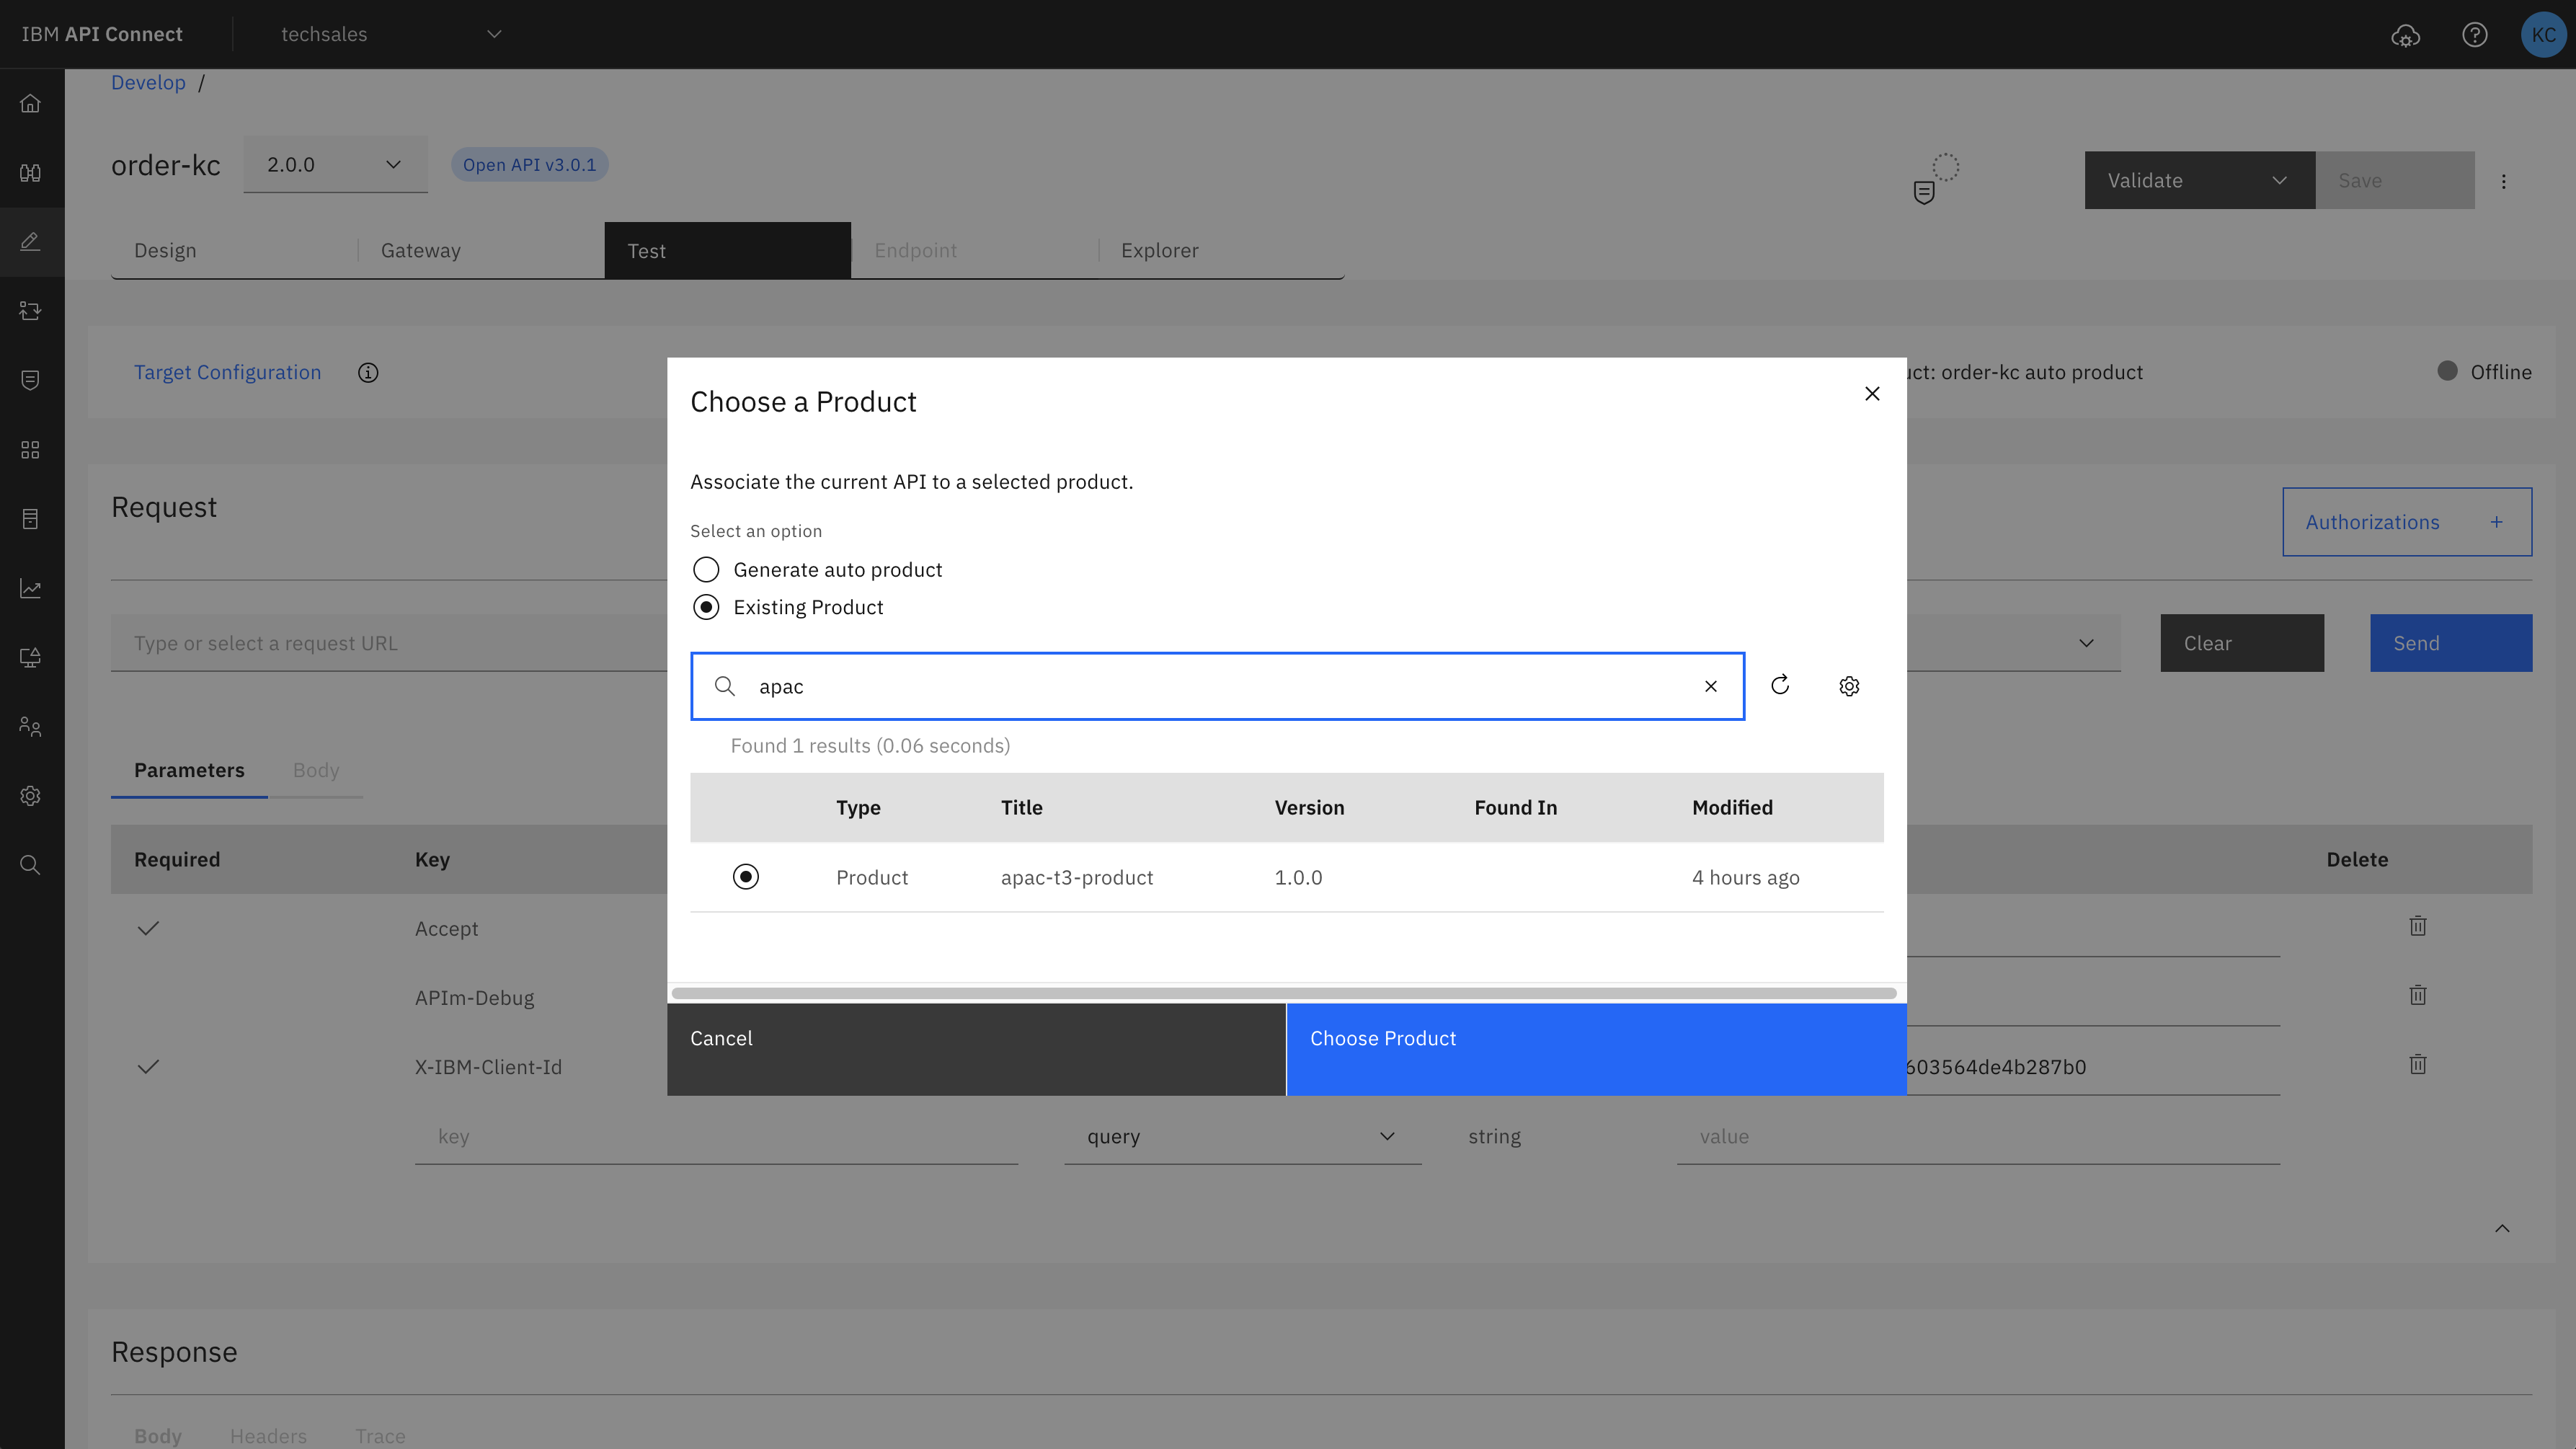 IBM API Connect
techsales
KC
Develop /
order-kc
2.0.0
Open API v3.0.1
Validate
Save
Design
Gateway
Test
Endpoint
Explorer
Target Configuration
uct: order-kc auto product
Offline
Choose a Product
Associate the current API to a selected product.
Select an option
Generate auto product
Existing Product
apac
Found 1 results (0.06 seconds)
Type Title Version Found In Modified
Product apac-t3-product 1.0.0 4 hours ago
Cancel
Choose Product
Request
Authorizations +
Type or select a request URL
Clear
Send
Parameters
Body
Required Key Delete
Accept
APIm-Debug
X-IBM-Client-Id 603564de4b287b0
key query string value
Response
Body Headers Trace